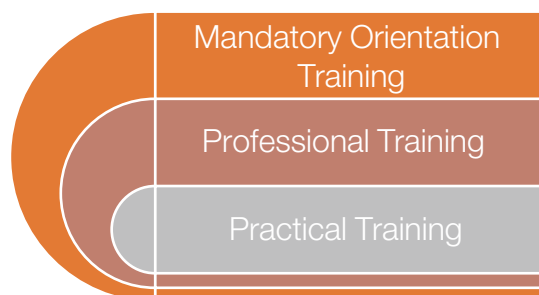 Mandatory Orientation
Training
Professional Training
Practical Training